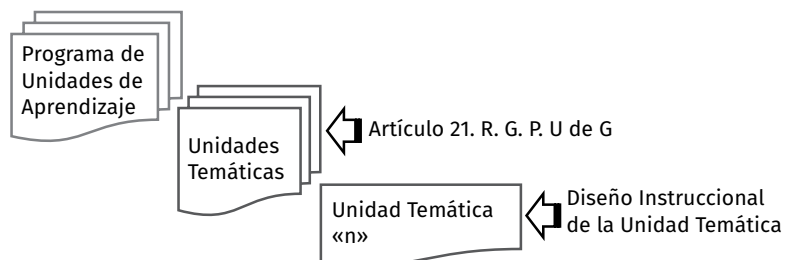 Programa de
Unidades de
Aprendizaje
Unidades
Temáticas
Artículo 21. R. G. P. U de G
Unidad Temática
«n»
Diseño Instruccional
de la Unidad Temática